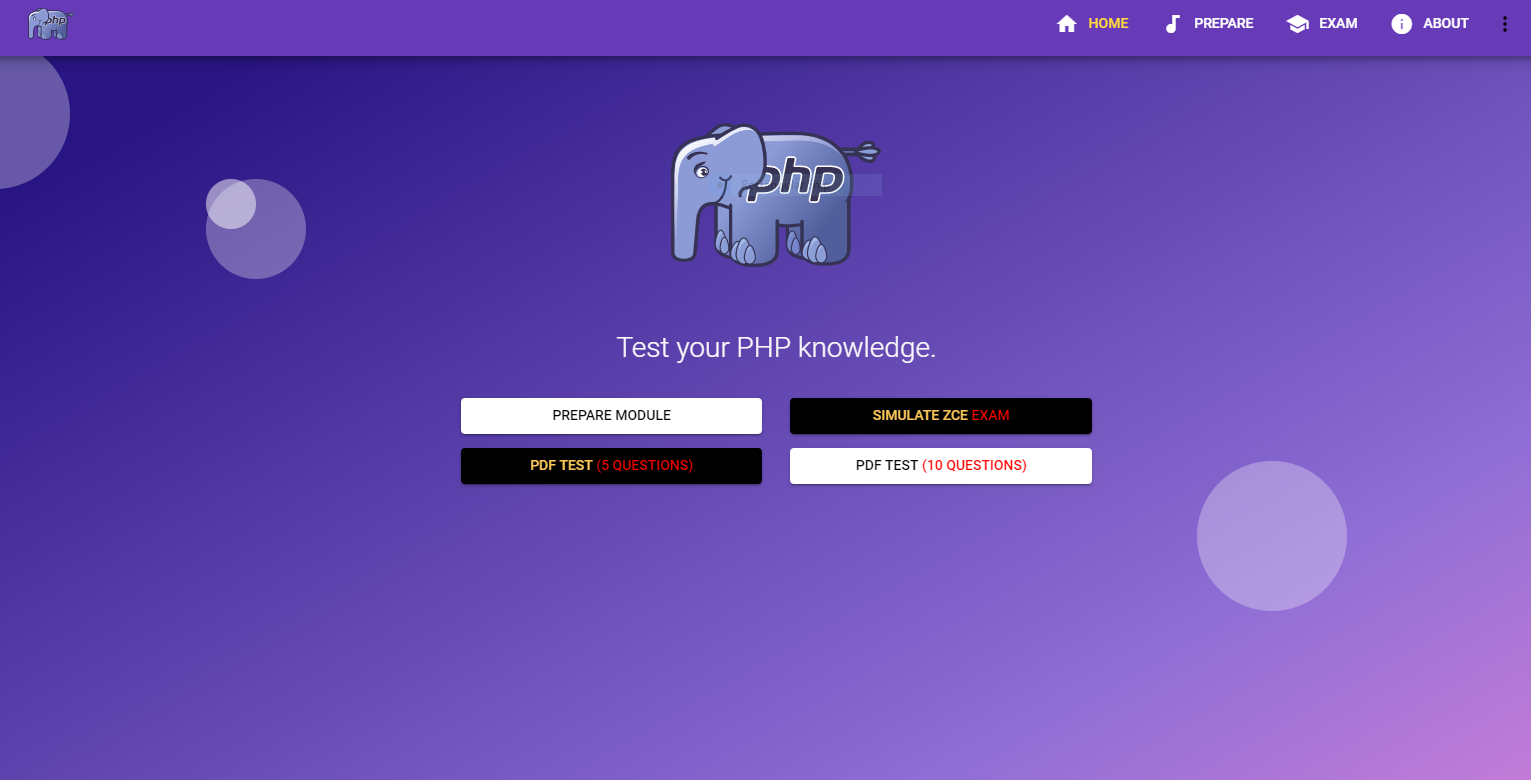 php
HOME
PREPARE
EXAM
ABOUT
php
Test your PHP knowledge.
PREPARE MODULE
SIMULATE ZCE EXAM
PDF TEST (5 QUESTIONS)
PDF TEST (10 QUESTIONS)